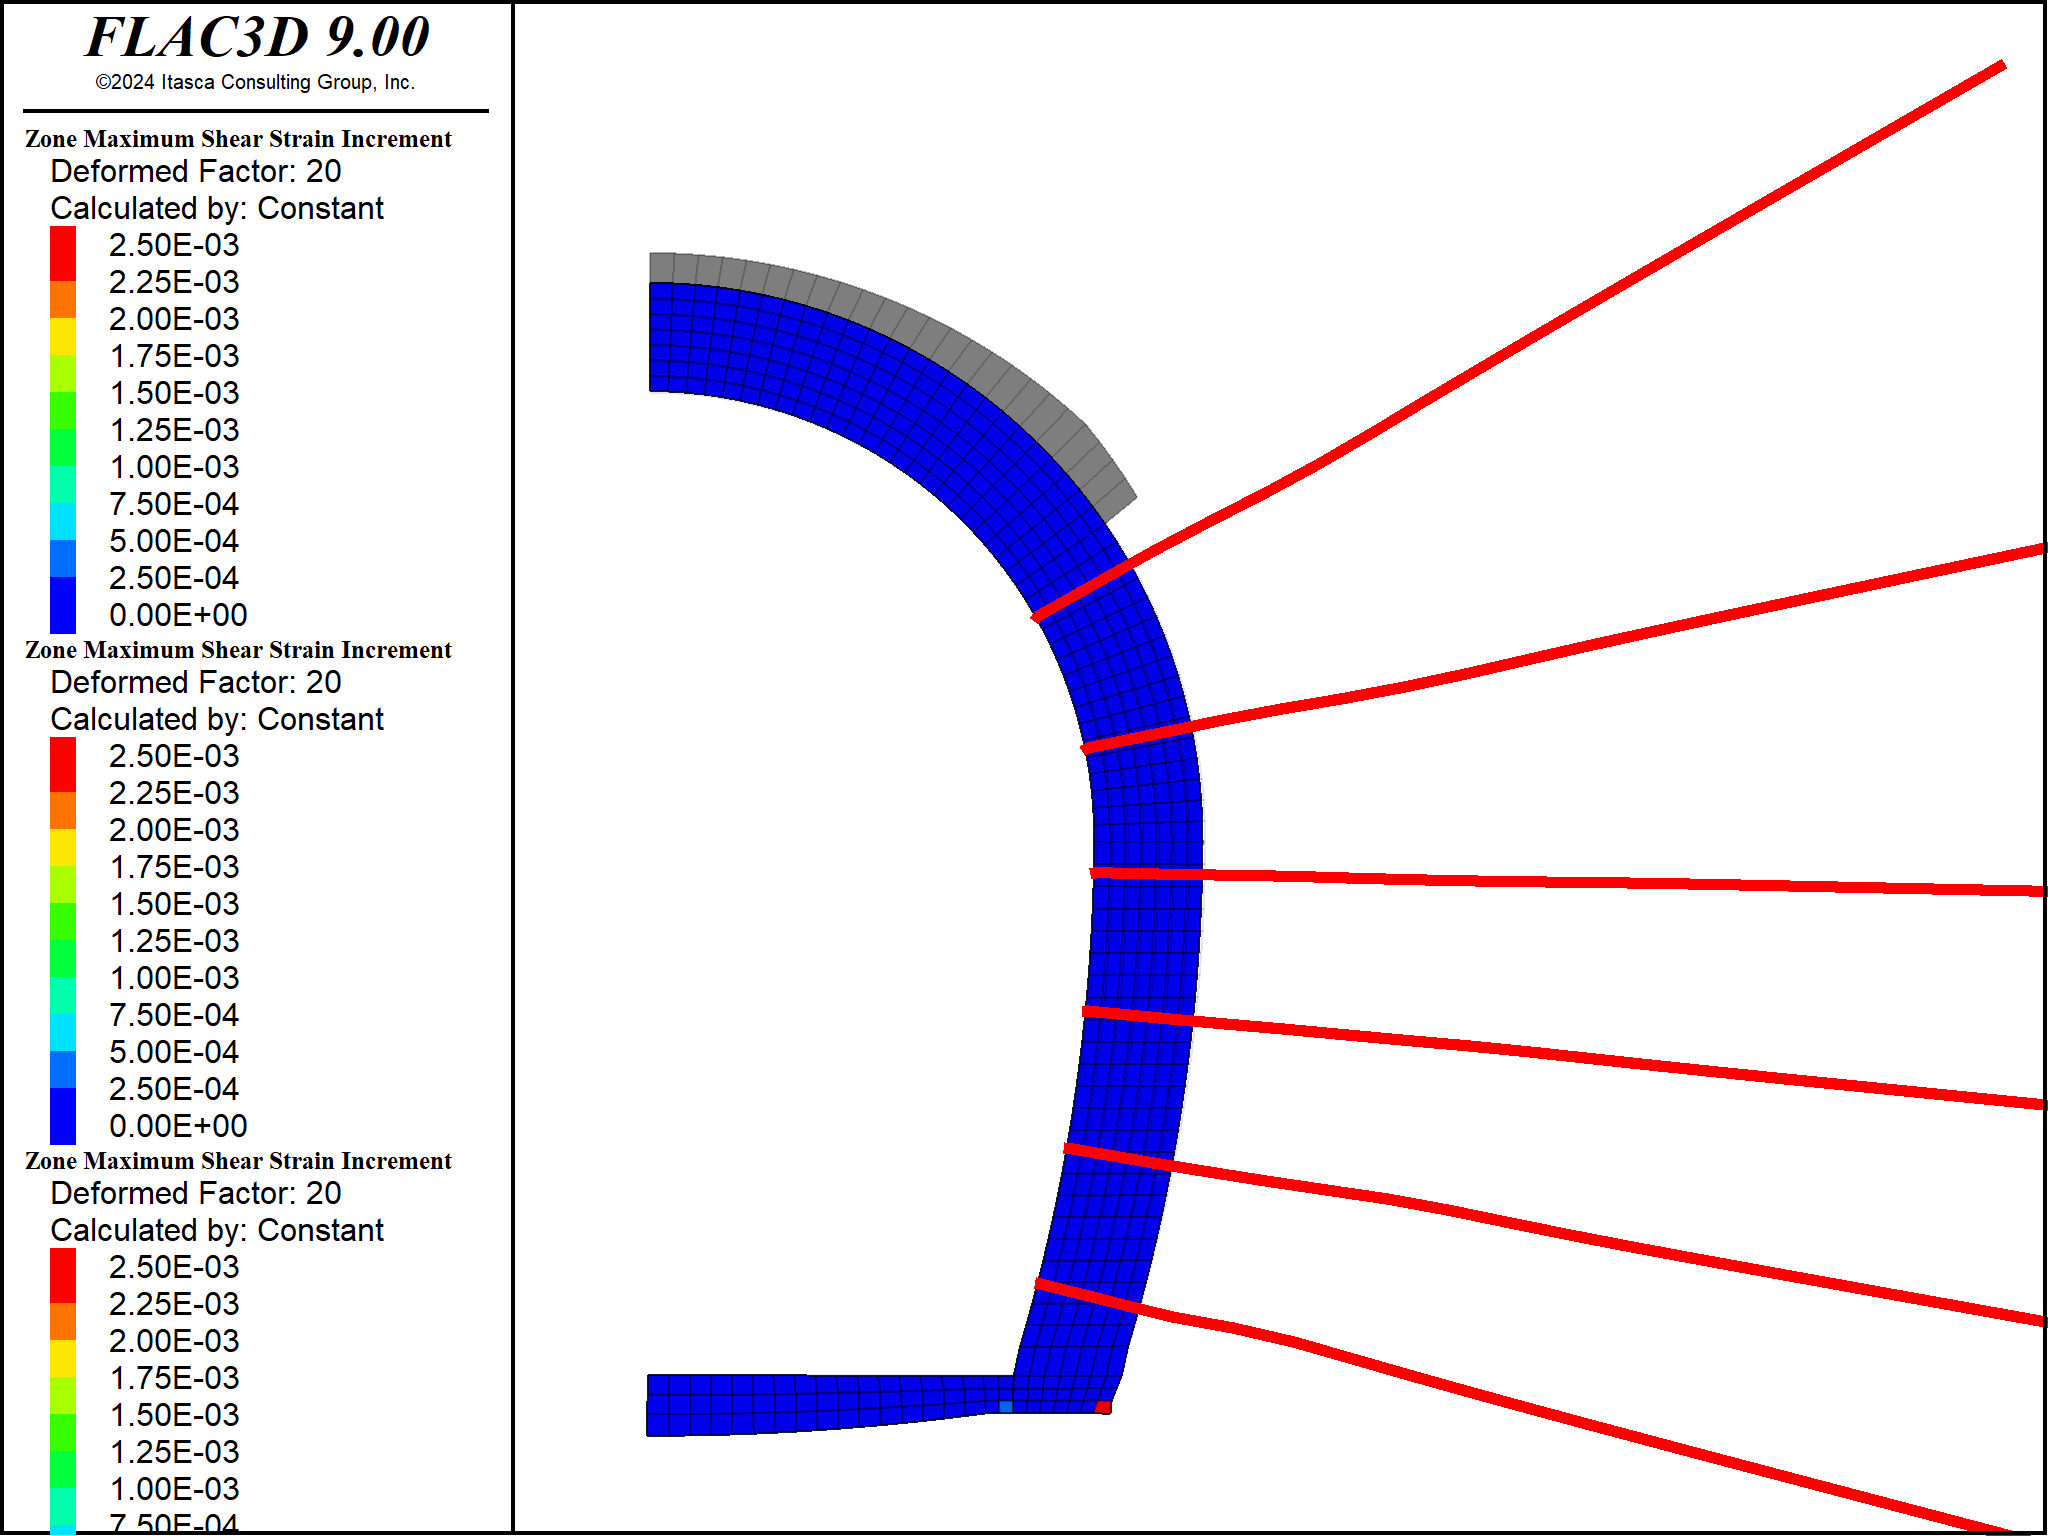 FLAC3D 9.00
©2024 Itasca Consulting Group, Inc.
Zone Maximum Shear Strain Increment
Deformed Factor: 20
Calculated by: Constant
2.50E-03
2.25E-03
2.00E-03
1.75E-03
1.50E-03
1.25E-03
1.00E-03
7.50E-04
5.00E-04
2.50E-04
0.00E+00
Zone Maximum Shear Strain Increment
Deformed Factor: 20
Calculated by: Constant
2.50E-03
2.25E-03
2.00E-03
1.75E-03
1.50E-03
1.25E-03
1.00E-03
7.50E-04
5.00E-04
2.50E-04
0.00E+00
Zone Maximum Shear Strain Increment
Deformed Factor: 20
Calculated by: Constant
2.50E-03
2.25E-03
2.00E-03
1.75E-03
1.50E-03
1.25E-03
1.00E-03
7.50E-04